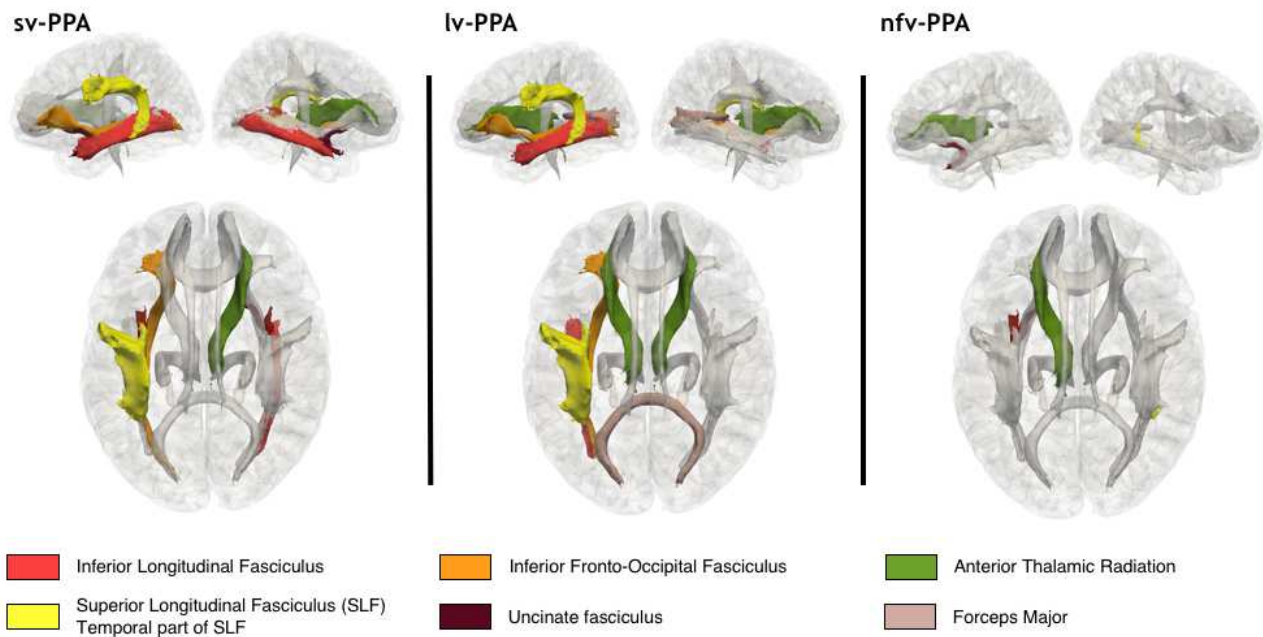 sv-PPA
lv-PPA
nfv-PPA
Inferior Longitudinal Fasciculus
Inferior Fronto-Occipital Fasciculus
Anterior Thalamic Radiation
Superior Longitudinal Fasciculus (SLF)
Temporal part of SLF
Uncinate fasciculus
Forceps Major